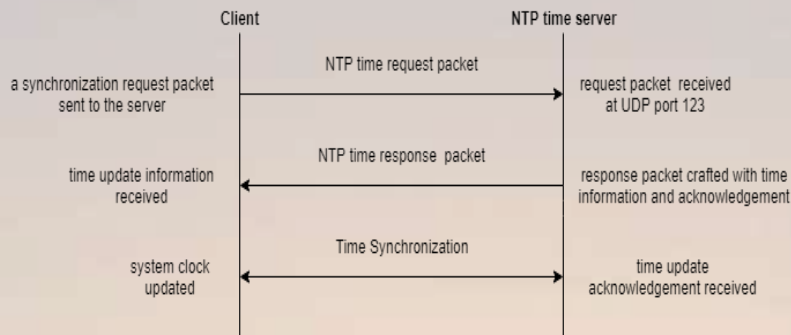 Client
NTP time server
NTP time request packet
a synchronization request packet
sent to the server
request packet received
at UDP port 123
NTP time response packet
time update information
received
response packet crafted with time
information and acknowledgement
Time Synchronization
system clock
updated
time update
acknowledgement received